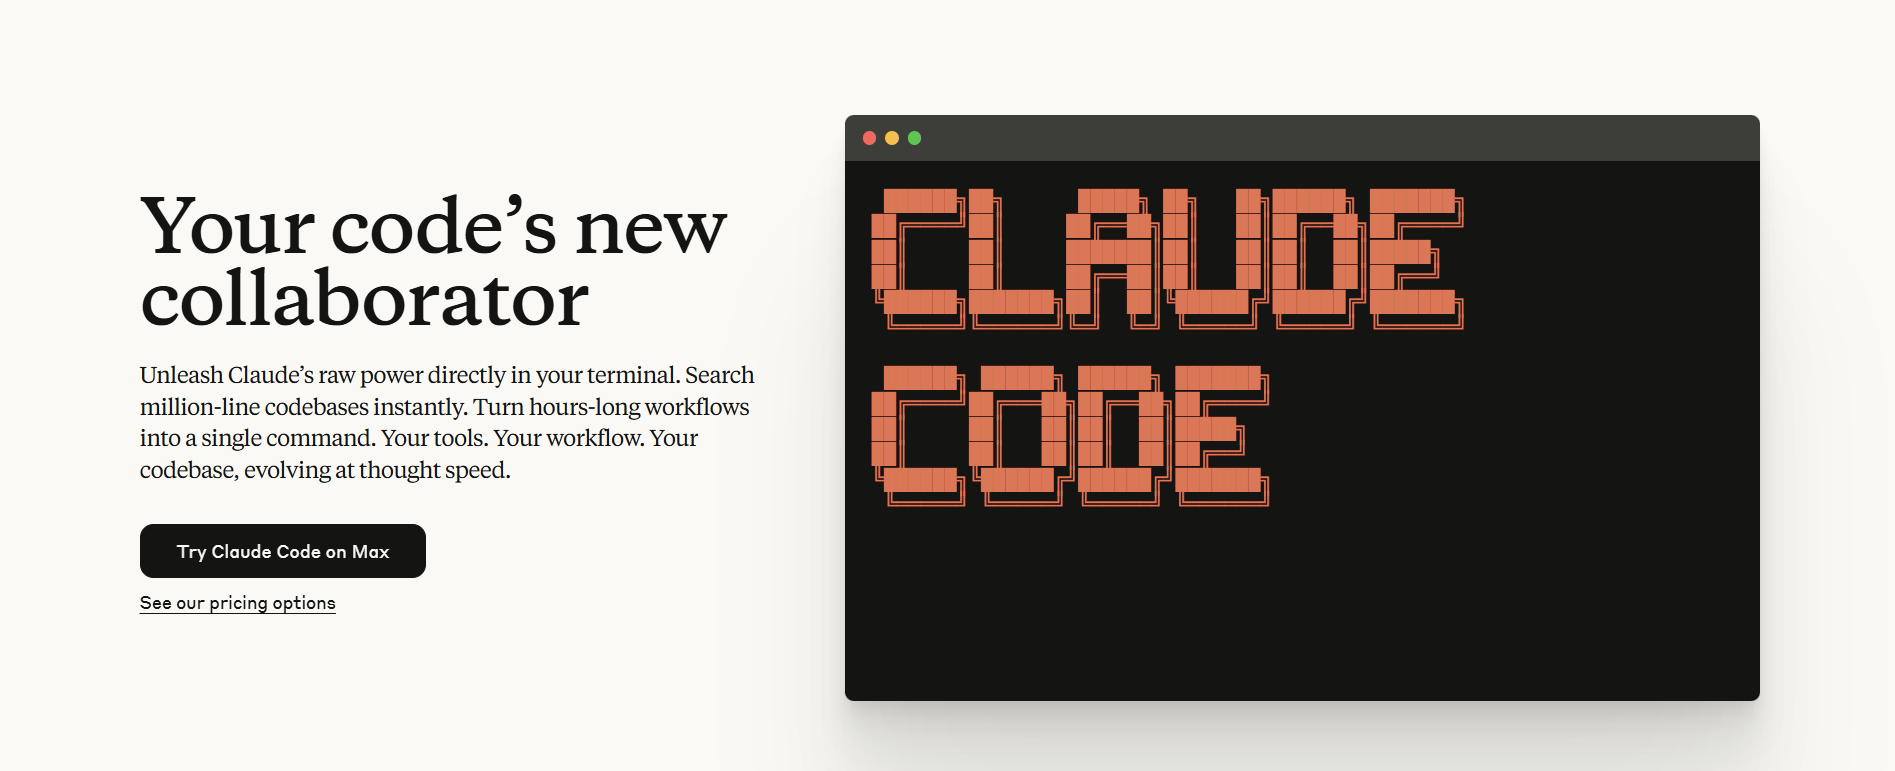 Your code’s new
collaborator
Unleash Claude’s raw power directly in your terminal. Search
million-line codebases instantly. Turn hours-long workflows
into a single command. Your tools. Your workflow. Your
codebase, evolving at thought speed.
Try Claude Code on Max
See our pricing options
CLAUDE
CODE